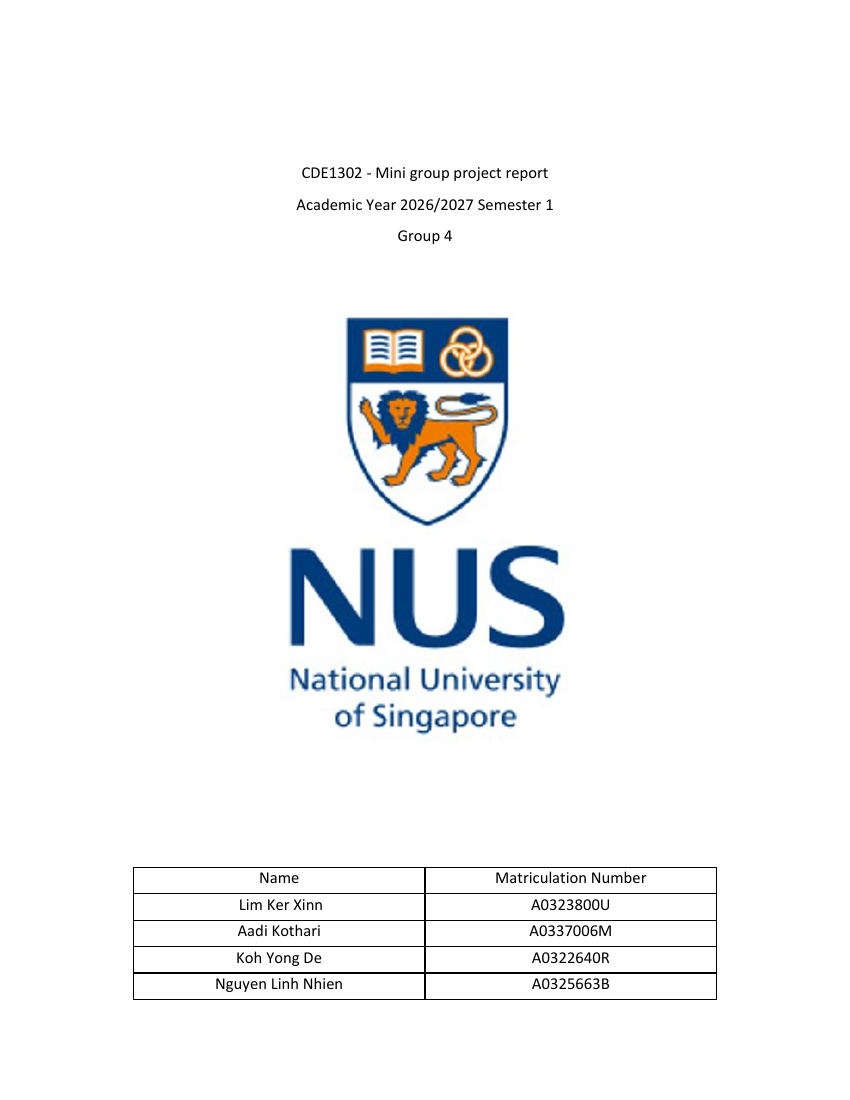 CDE1302 - Mini group project report
Academic Year 2026/2027 Semester 1
Group 4
NUS
National University
of Singapore
Name Matriculation Number
Lim Ker Xinn A0323800U
Aadi Kothari A0337006M
Koh Yong De A0322640R
Nguyen Linh Nhien A0325663B